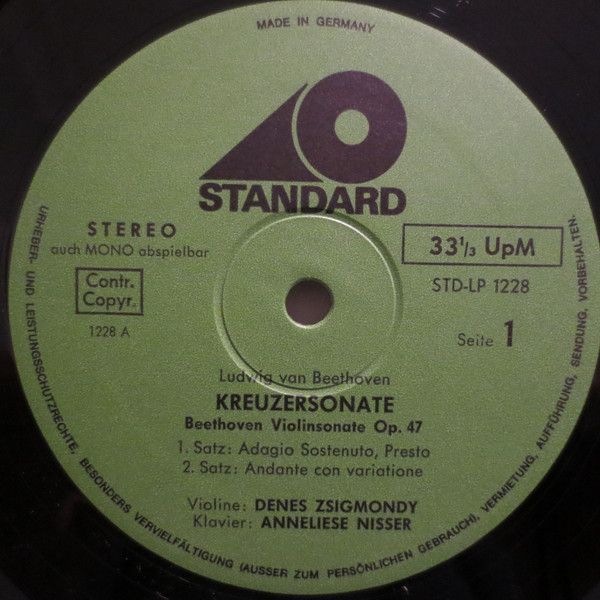 MADE IN GERMANY
STANDARD
STEREO
auch MONO abspielbar
33 1/3 UpM
Contr.
Copyr.
STD-LP 1228
1228 A
Seite 1
Ludwig van Beethoven
KREUZERSONATE
Beethoven Violinsonate Op. 47
1. Satz: Adagio Sostenuto, Presto
2. Satz: Andante con variatione
Violine: DENES ZSIGMONDY
Klavier: ANNELIESE NISSER
URHEBER- UND LEISTUNGSSCHUTZRECHTE, BESONDERS VERVIELFÄLTIGUNG (AUSSER ZUM PERSÖNLICHEN GEBRAUCH), VERMIETUNG, AUFFÜHRUNG, SENDUNG, VORBEHALTEN.